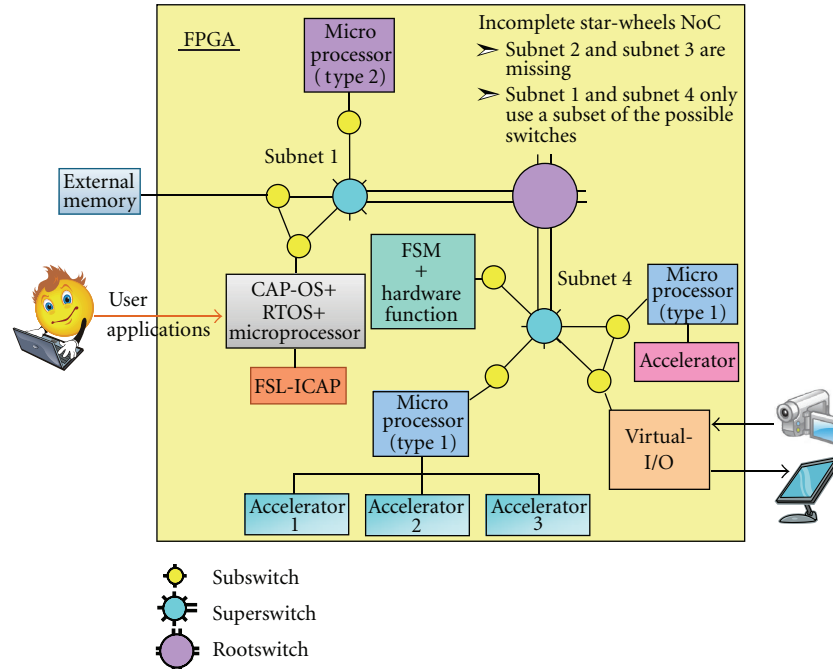 FPGA
Micro
processor
(type 2)
Incomplete star-wheels NoC
➢ Subnet 2 and subnet 3 are
missing
➢ Subnet 1 and subnet 4 only
use a subset of the possible
switches
Subnet 1
External
memory
User
applications
CAP-OS+
RTOS+
microprocessor
FSL-ICAP
FSM
+
hardware
function
Subnet 4
Micro
processor
(type 1)
Accelerator
Micro
processor
(type 1)
Virtual-
I/O
Accelerator
1
Accelerator
2
Accelerator
3
Subswitch
Superswitch
Rootswitch